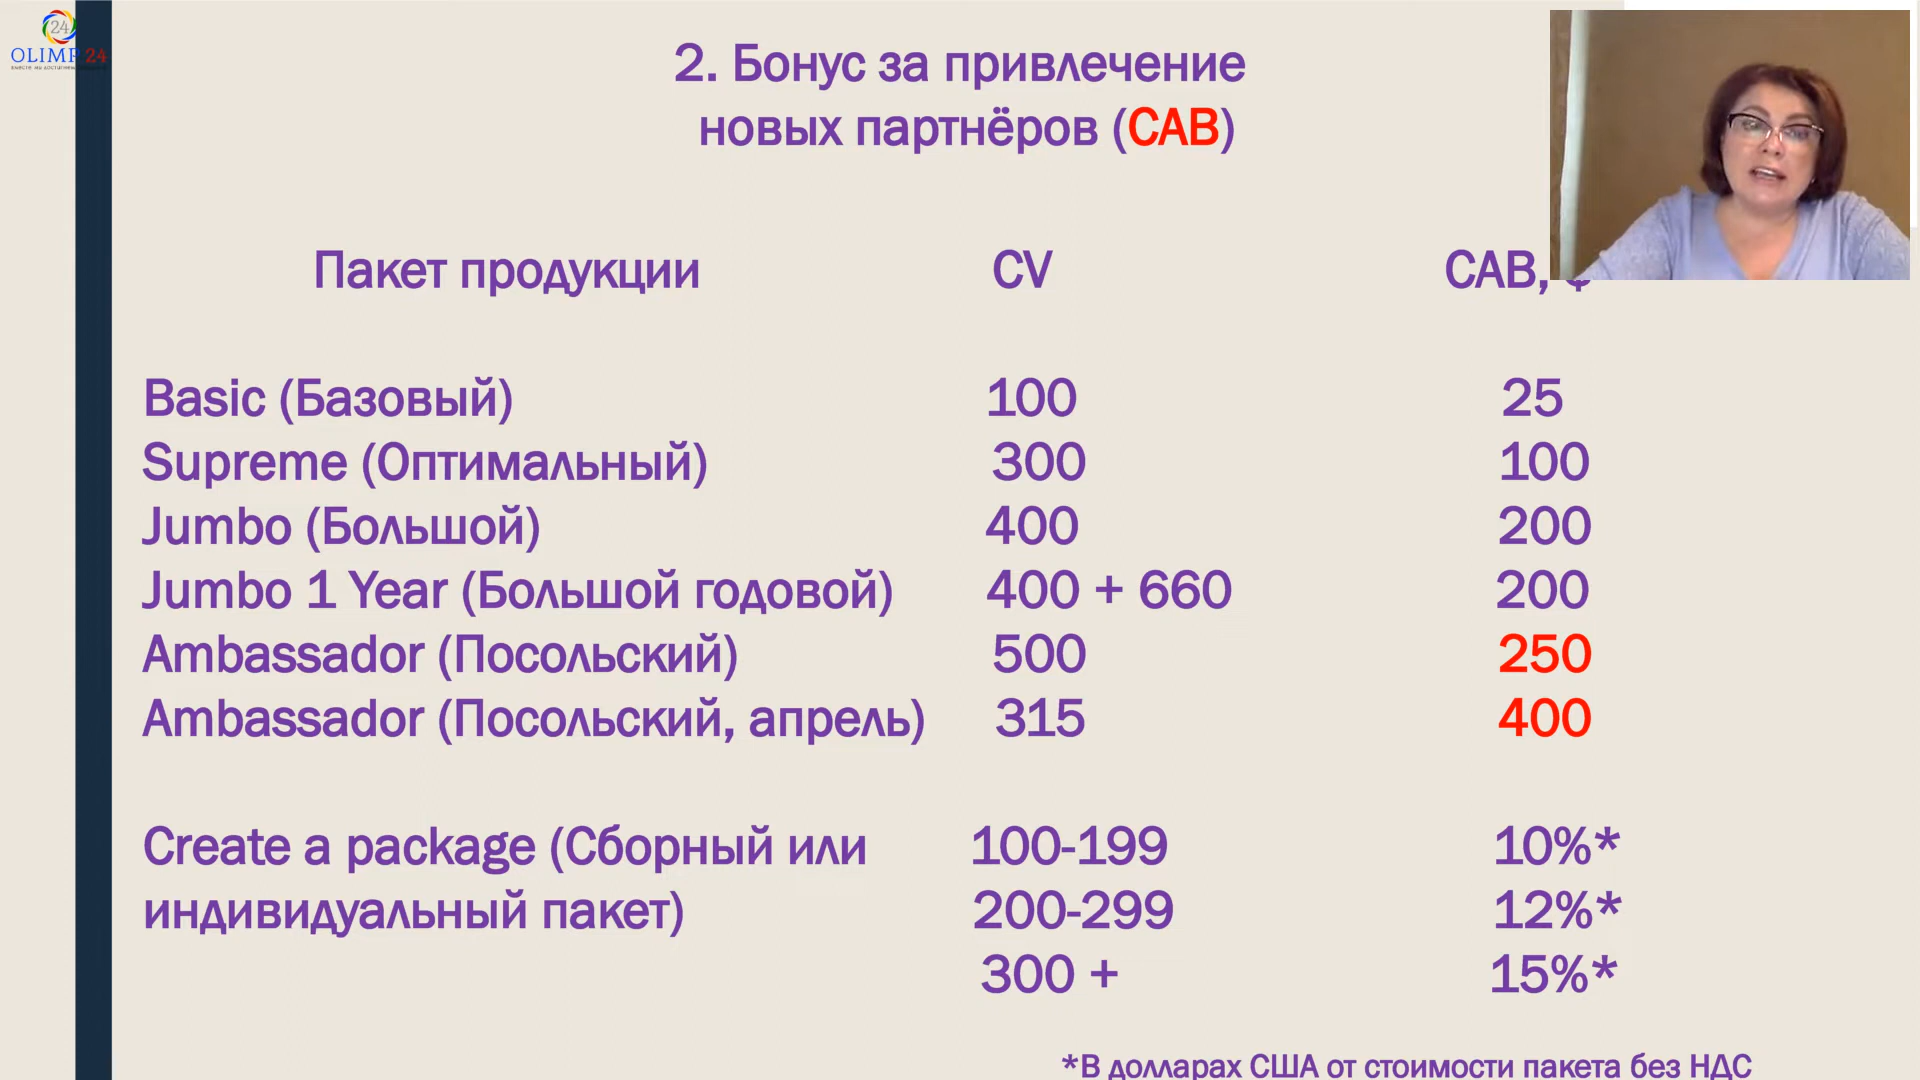 24
OLIMP 24
2. Бонус за привлечение
новых партнёров (CAB)
Пакет продукции CV CAB,
Basic (Базовый) 100 25
Supreme (Оптимальный) 300 100
Jumbo (Большой) 400 200
Jumbo 1 Year (Большой годовой) 400 + 660 200
Ambassador (Посольский) 500 250
Ambassador (Посольский, апрель) 315 400
Create a package (Сборный или 100-199 10%*
индивидуальный пакет) 200-299 12%*
300 + 15%*
*В долларах США от стоимости пакета без НДС